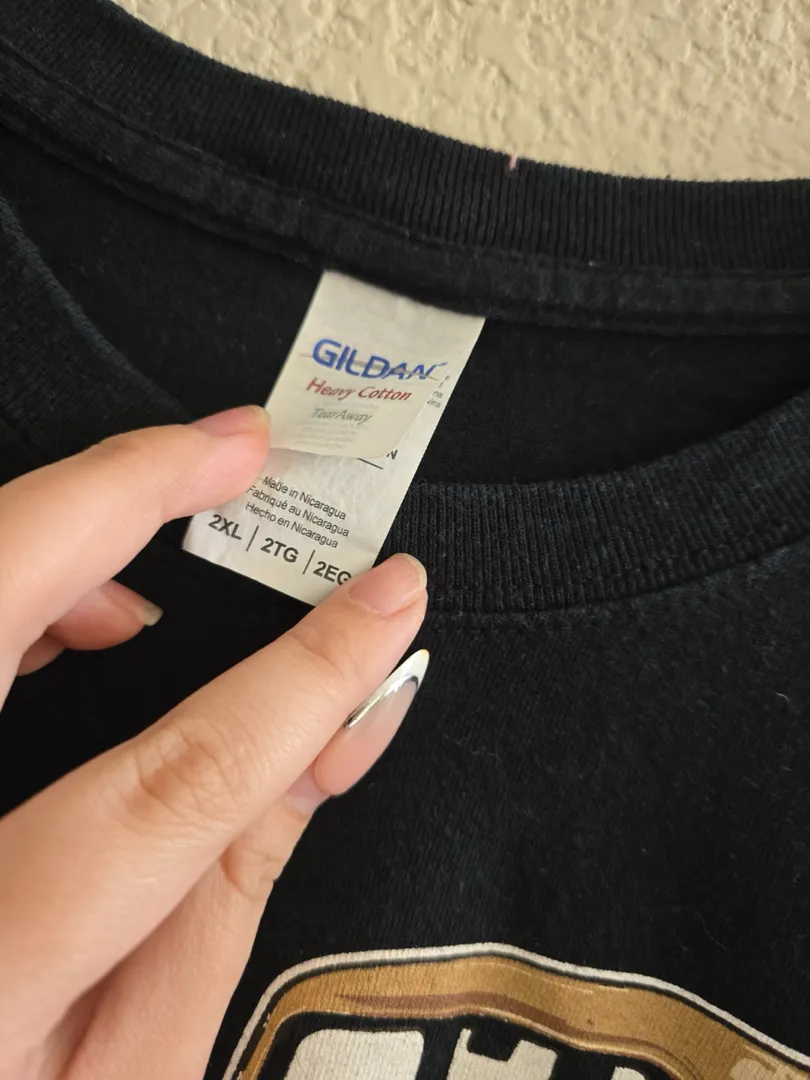 GILDAN
Heavy Cotton
TearAway
N
Made in Nicaragua
Fabriqué au Nicaragua
Hecho en Nicaragua
2XL | 2TG | 2EG